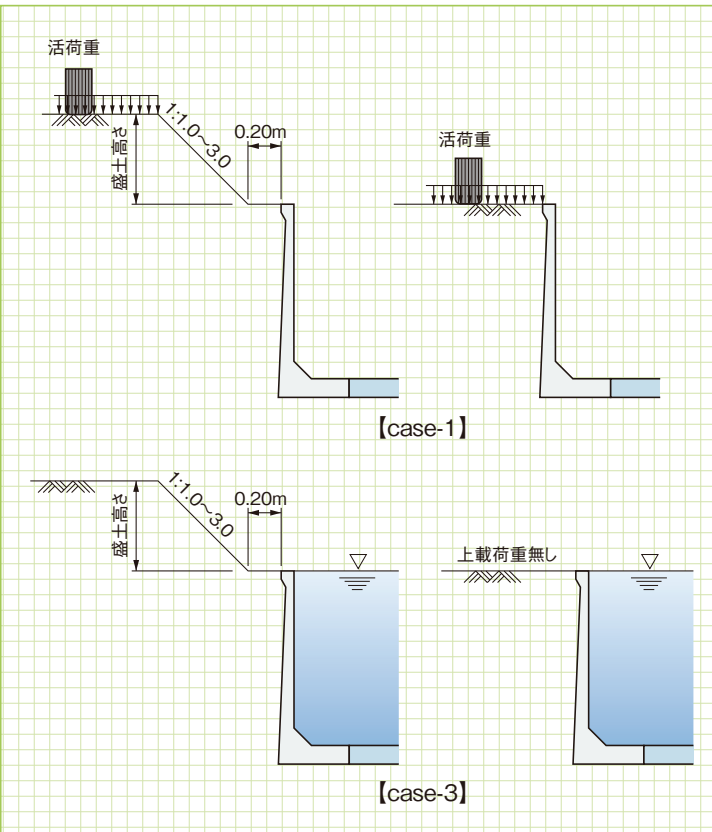 活荷重
1:1.0～3.0
0.20m
盛土高さ
活荷重
【case-1】
1:1.0～3.0
0.20m
盛土高さ
上載荷重無し
【case-3】